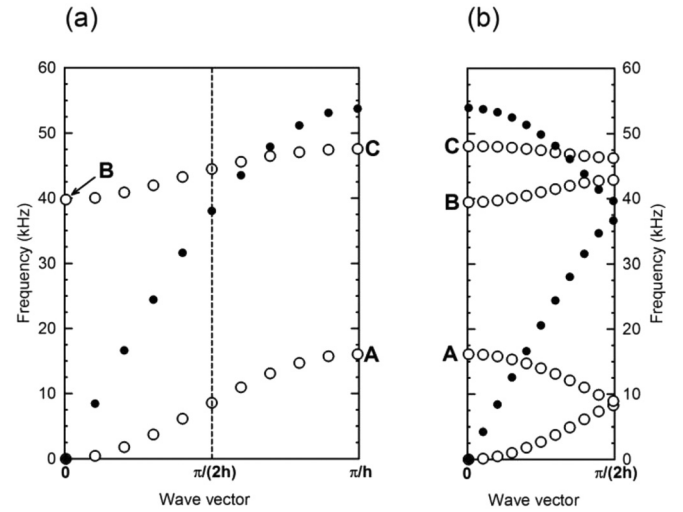 (a)
(b)
60
50
40
30
20
10
0
Frequency (kHz)
B
C
A
0
π/(2h)
π/h
Wave vector
C
B
A
60
50
40
30
20
10
0
Frequency (kHz)
0
π/(2h)
Wave vector